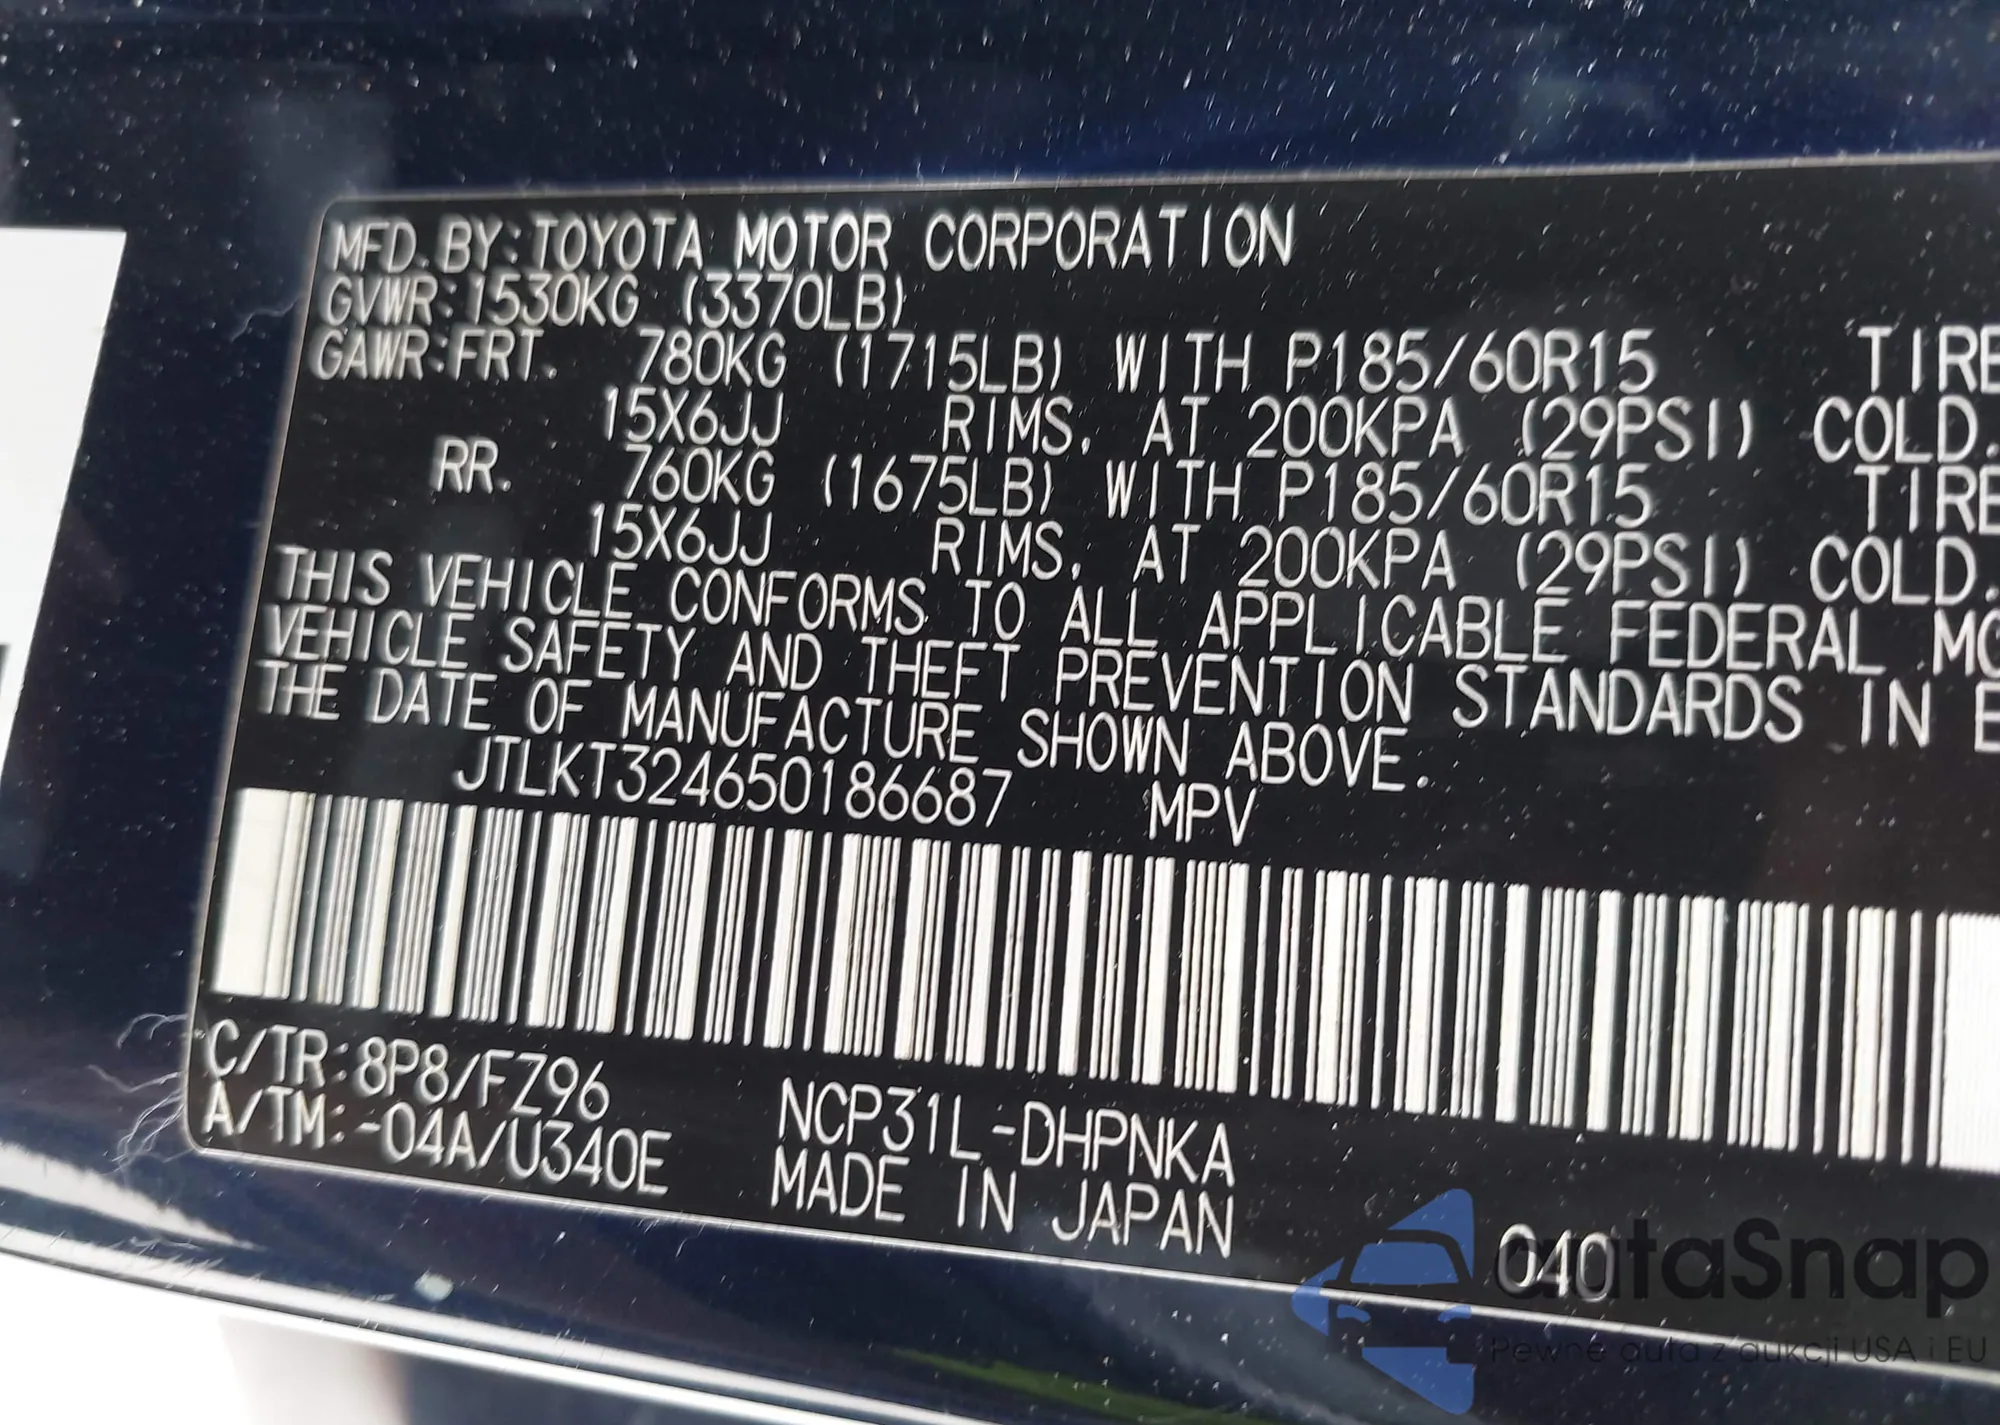 MFD. BY: TOYOTA MOTOR CORPORATION
GVWR: 1530KG (3370LB)
GAWR: FRT. 780KG (1715LB) WITH P185/60R15 TIRE
15X6JJ RIMS, AT 200KPA (29PSI) COLD.
RR. 760KG (1675LB) WITH P185/60R15 TIRE
15X6JJ RIMS, AT 200KPA (29PSI) COLD.
THIS VEHICLE CONFORMS TO ALL APPLICABLE FEDERAL MO
VEHICLE SAFETY AND THEFT PREVENTION STANDARDS IN E
THE DATE OF MANUFACTURE SHOWN ABOVE.
JTLKT324650186687 MPV
C/TR: 8P8/FZ96 NCP31L-DHPNKA
A/TM: -04A/U340E MADE IN JAPAN
040
autaSnap
Pewne auta z aukcji USA i EU